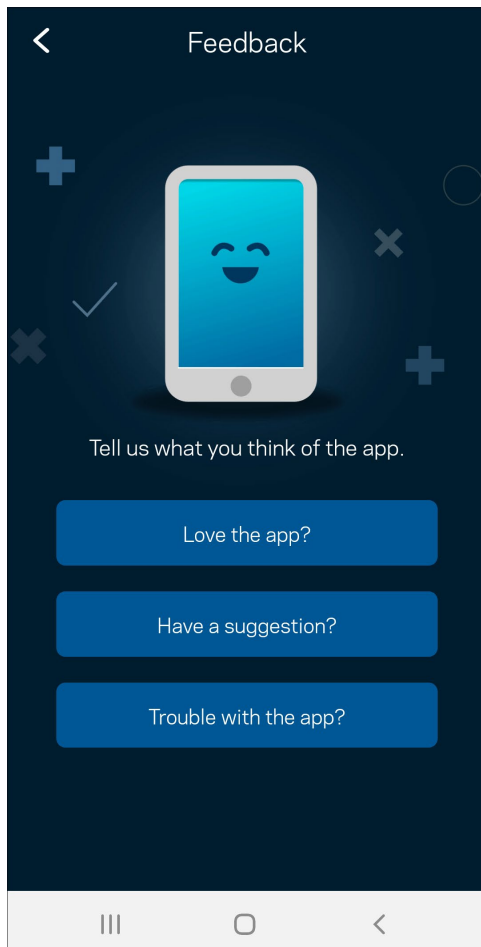 Feedback
Tell us what you think of the app.
Love the app?
Have a suggestion?
Trouble with the app?